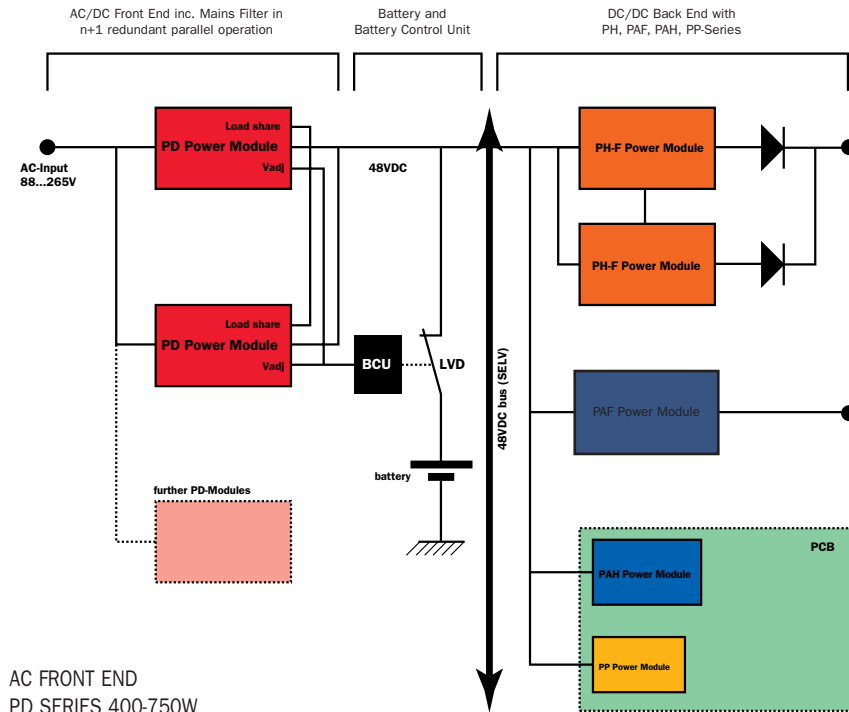 AC/DC Front End inc. Mains Filter in
n+1 redundant parallel operation
Battery and
Battery Control Unit
DC/DC Back End with
PH, PAF, PAH, PP-Series
Load share
PD Power Module
Vadj
AC-Input
88...265V
48VDC
PH-F Power Module
PH-F Power Module
Load share
PD Power Module
Vadj
BCU
LVD
48VDC bus (SELV)
PAF Power Module
battery
further PD-Modules
PCB
PAH Power Module
PP Power Module
AC FRONT END
PD SERIES 400-750W